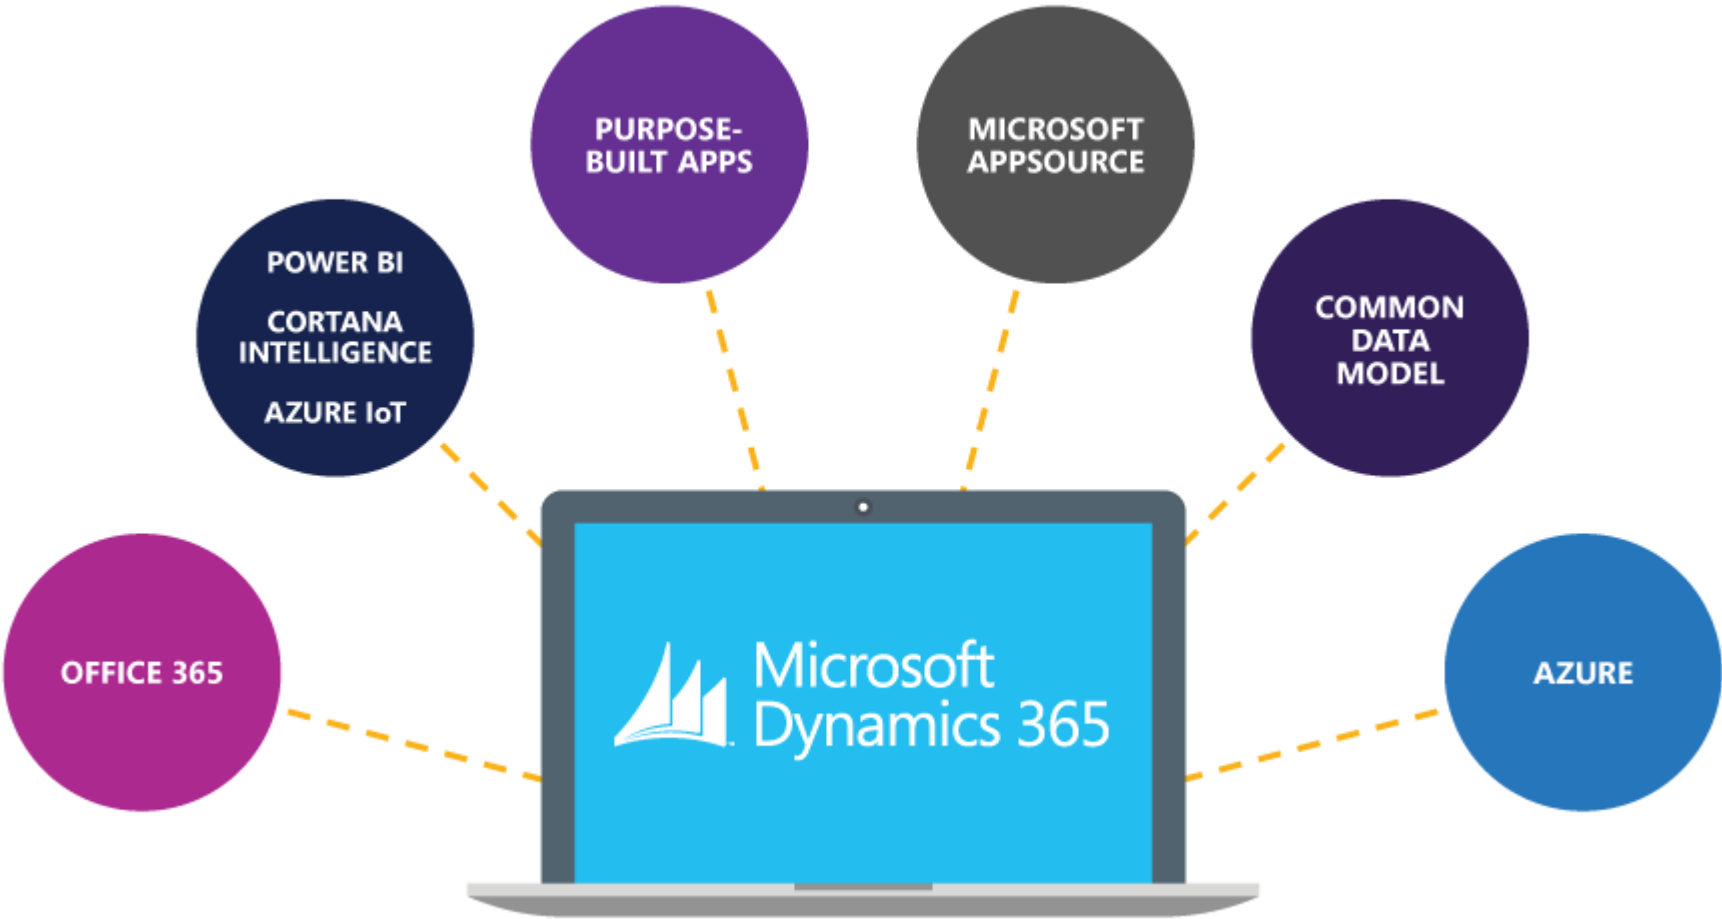 PURPOSE-
BUILT APPS
MICROSOFT
APPSOURCE
POWER BI
CORTANA
INTELLIGENCE
AZURE IoT
COMMON
DATA
MODEL
OFFICE 365
AZURE
Microsoft
Dynamics 365